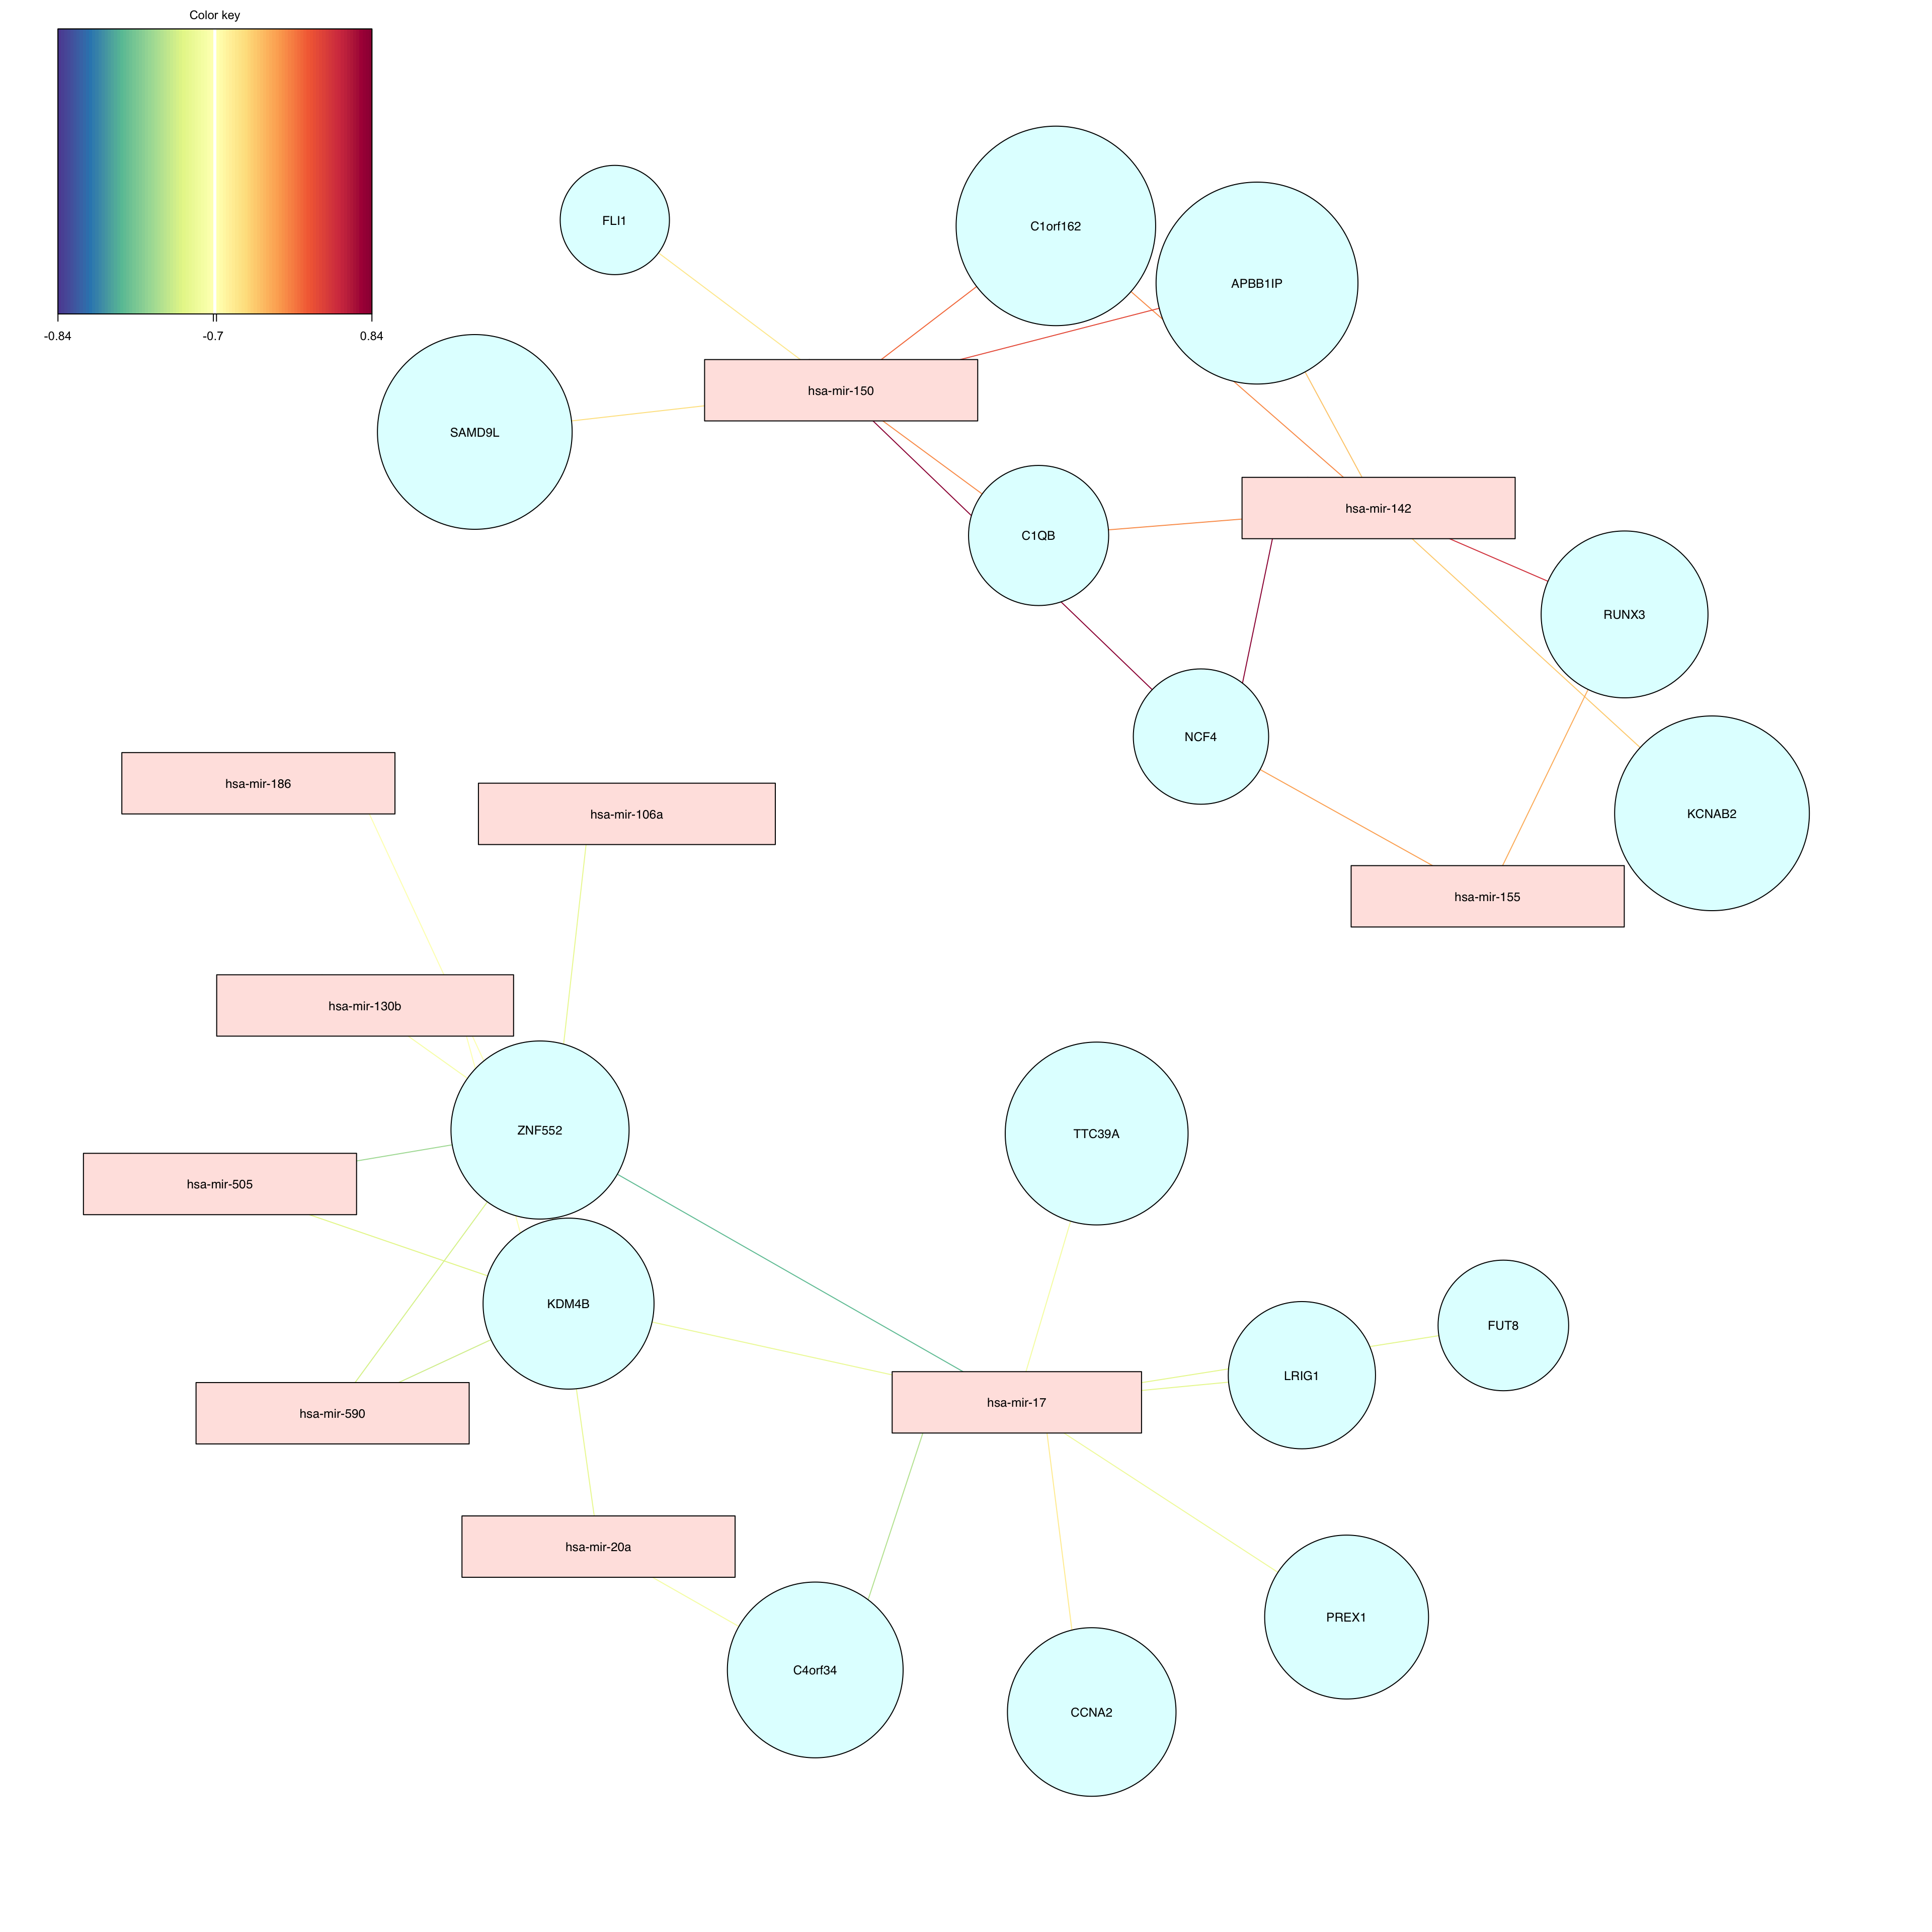 Color key
-0.84
-0.7
0.84
FLI1
C1orf162
APBB1IP
hsa-mir-150
SAMD9L
hsa-mir-142
C1QB
RUNX3
NCF4
hsa-mir-186
hsa-mir-106a
KCNAB2
hsa-mir-155
hsa-mir-130b
ZNF552
TTC39A
hsa-mir-505
KDM4B
FUT8
LRIG1
hsa-mir-17
hsa-mir-590
hsa-mir-20a
PREX1
C4orf34
CCNA2